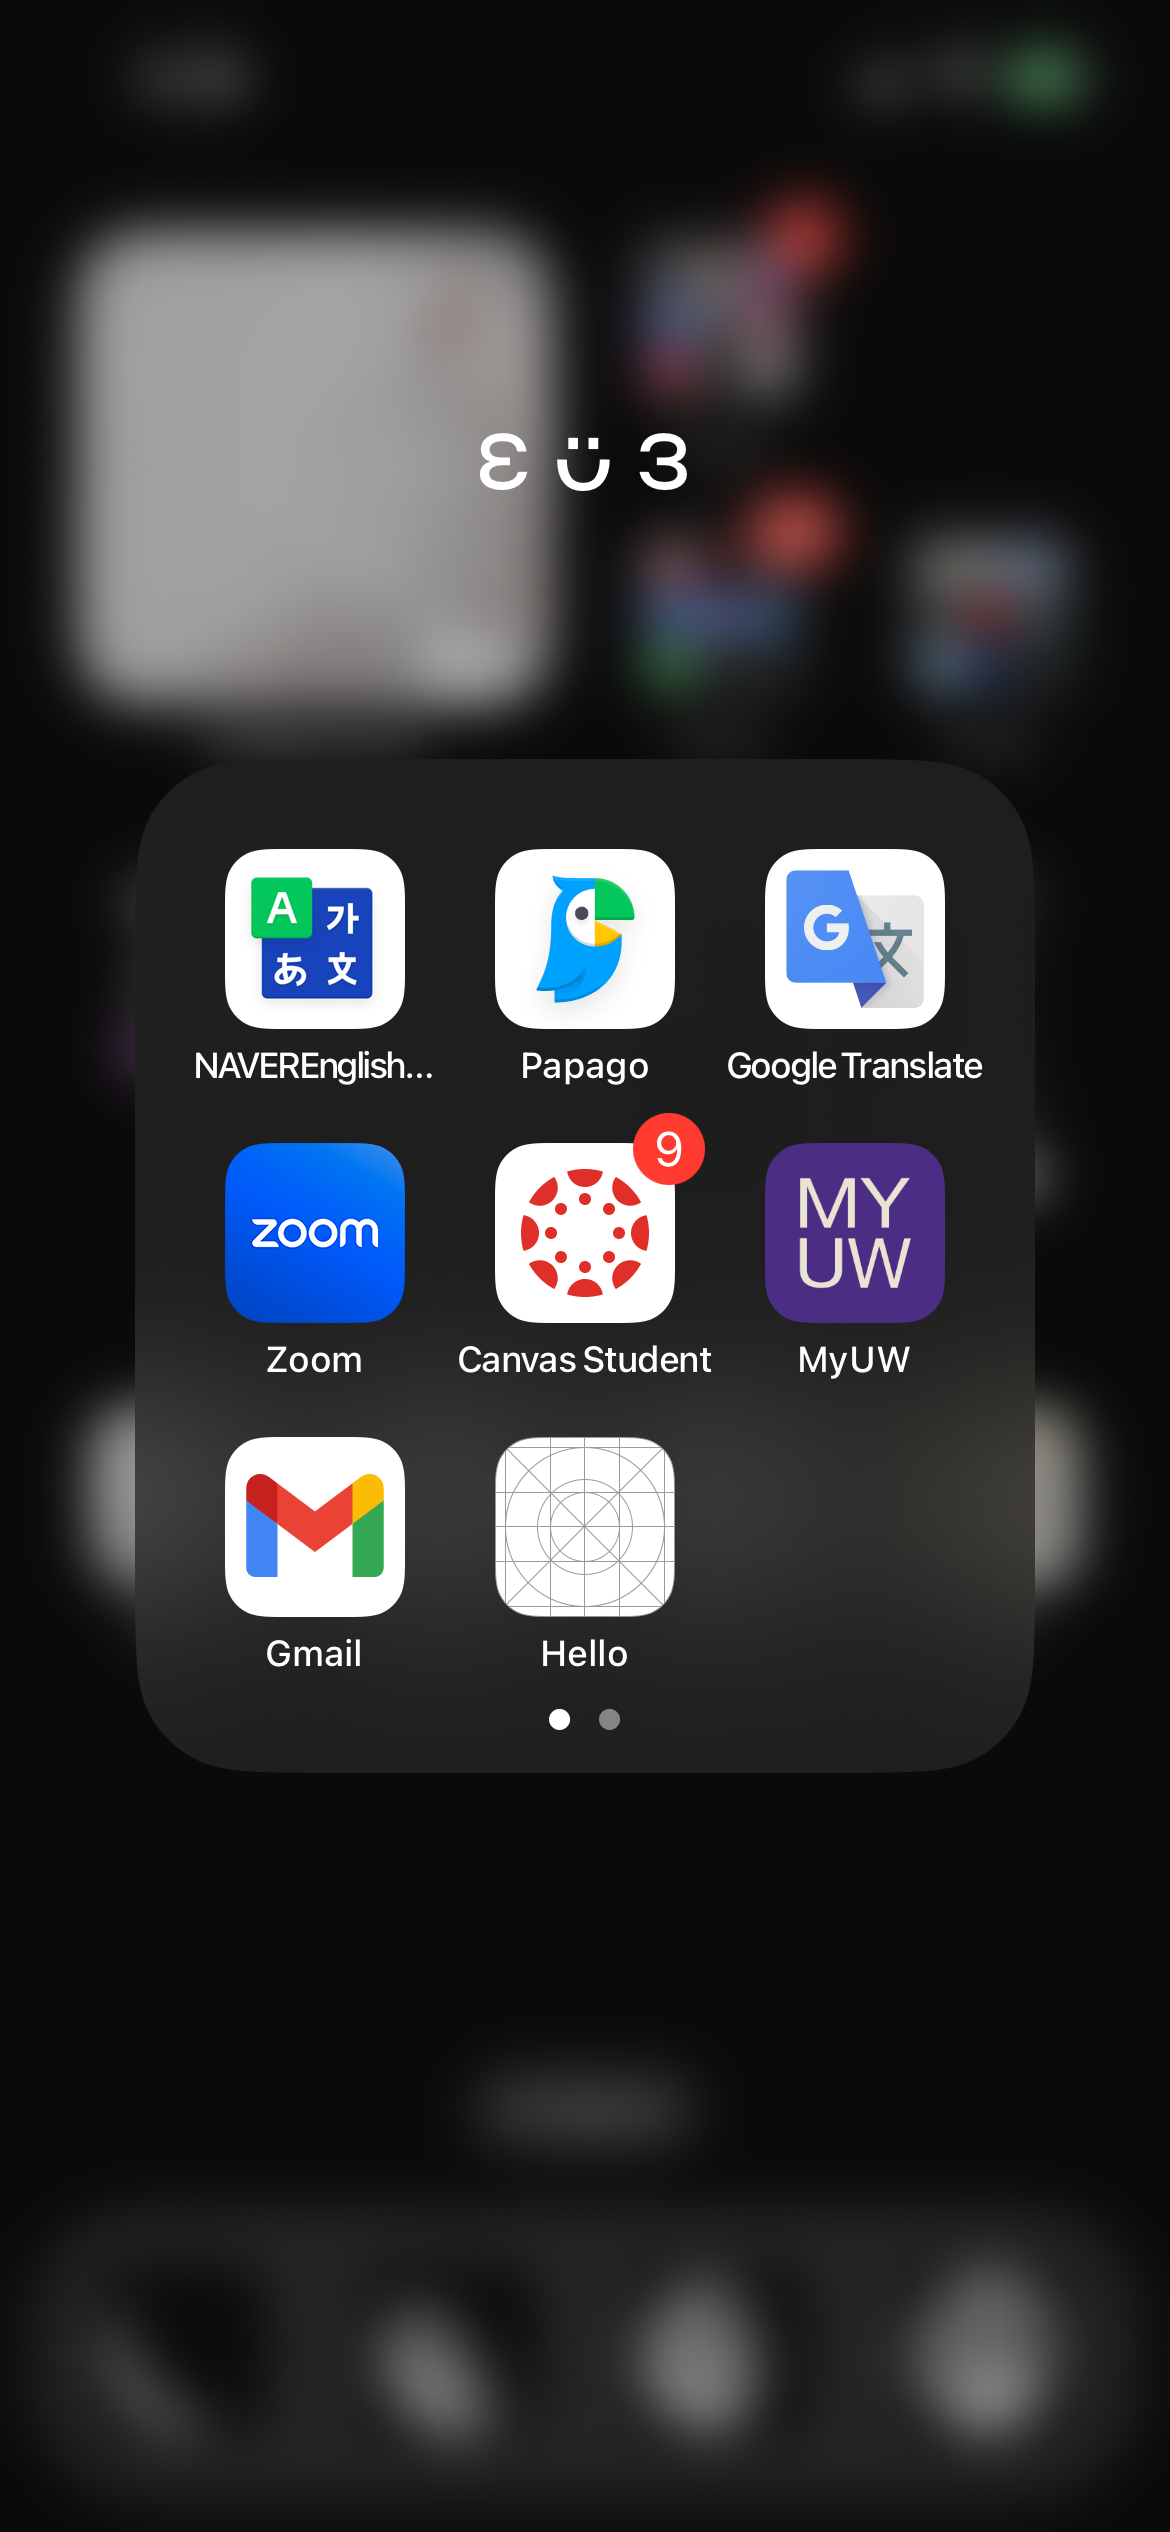 ꒰ ü 3
A 가
あ 文
G 文
NAVEREnglish... Papago Google Translate
9
zoom MY
UW
Zoom Canvas Student MyUW
M
Gmail Hello